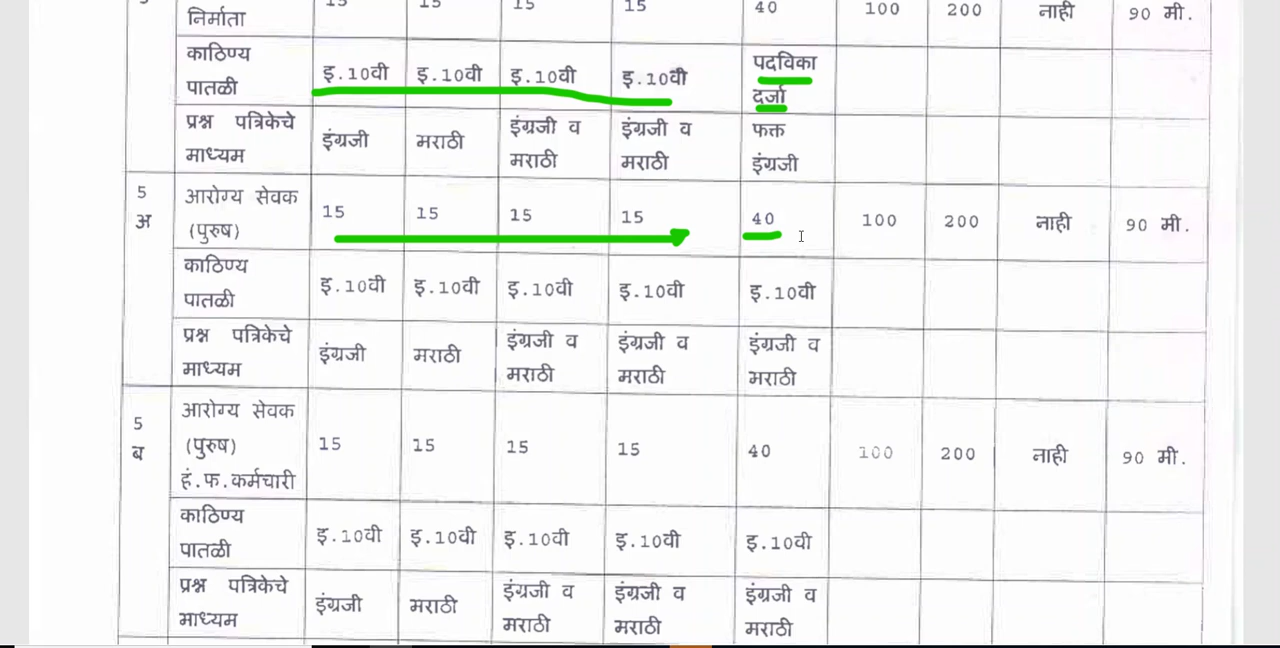 निर्माता 15 15 15 15 40 100 200 नाही 90 मी.
काठिण्य
पातळी
इ.10वी इ.10वी इ.10वी इ.10वी
पदविका
दर्जा
प्रश्न पत्रिकेचे
माध्यम
इंग्रजी मराठी
इंग्रजी व
मराठी
इंग्रजी व
मराठी
फक्त
इंग्रजी
5
अ
आरोग्य सेवक
(पुरुष)
15 15 15 15 40 100 200 नाही 90 मी.
काठिण्य
पातळी
इ.10वी इ.10वी इ.10वी इ.10वी इ.10वी
प्रश्न पत्रिकेचे
माध्यम
इंग्रजी मराठी
इंग्रजी व
मराठी
इंग्रजी व
मराठी
इंग्रजी व
मराठी
5
ब
आरोग्य सेवक
(पुरुष)
हं.फ.कर्मचारी
15 15 15 15 40 100 200 नाही 90 मी.
काठिण्य
पातळी
इ.10वी इ.10वी इ.10वी इ.10वी इ.10वी
प्रश्न पत्रिकेचे
माध्यम
इंग्रजी मराठी
इंग्रजी व
मराठी
इंग्रजी व
मराठी
इंग्रजी व
मराठी